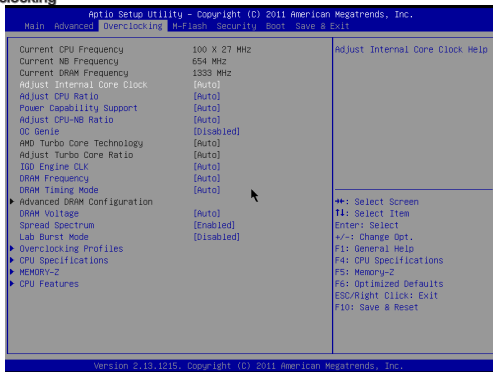 clocking
Aptio Setup Utility – Copyright (C) 2011 American Megatrends, Inc.
Main Advanced Overclocking M-Flash Security Boot Save & Exit
Current CPU Frequency 100 X 27 MHz
Current NB Frequency 654 MHz
Current DRAM Frequency 1333 MHz
Adjust Internal Core Clock [Auto]
Adjust CPU Ratio [Auto]
Power Capability Support [Auto]
Adjust CPU-NB Ratio [Auto]
OC Genie [Disabled]
AMD Turbo Core Technology [Auto]
Adjust Turbo Core Ratio [Auto]
IGD Engine CLK [Auto]
DRAM Frequency [Auto]
DRAM Timing Mode [Auto]
Advanced DRAM Configuration
DRAM Voltage [Auto]
Spread Spectrum [Enabled]
Lab Burst Mode [Disabled]
Overclocking Profiles
CPU Specifications
MEMORY-Z
CPU Features
Adjust Internal Core Clock Help
→←: Select Screen
↑↓: Select Item
Enter: Select
+/-: Change Opt.
F1: General Help
F4: CPU Specifications
F5: Memory-Z
F6: Optimized Defaults
ESC/Right Click: Exit
F10: Save & Reset
Version 2.13.1215. Copyright (C) 2011 American Megatrends, Inc.